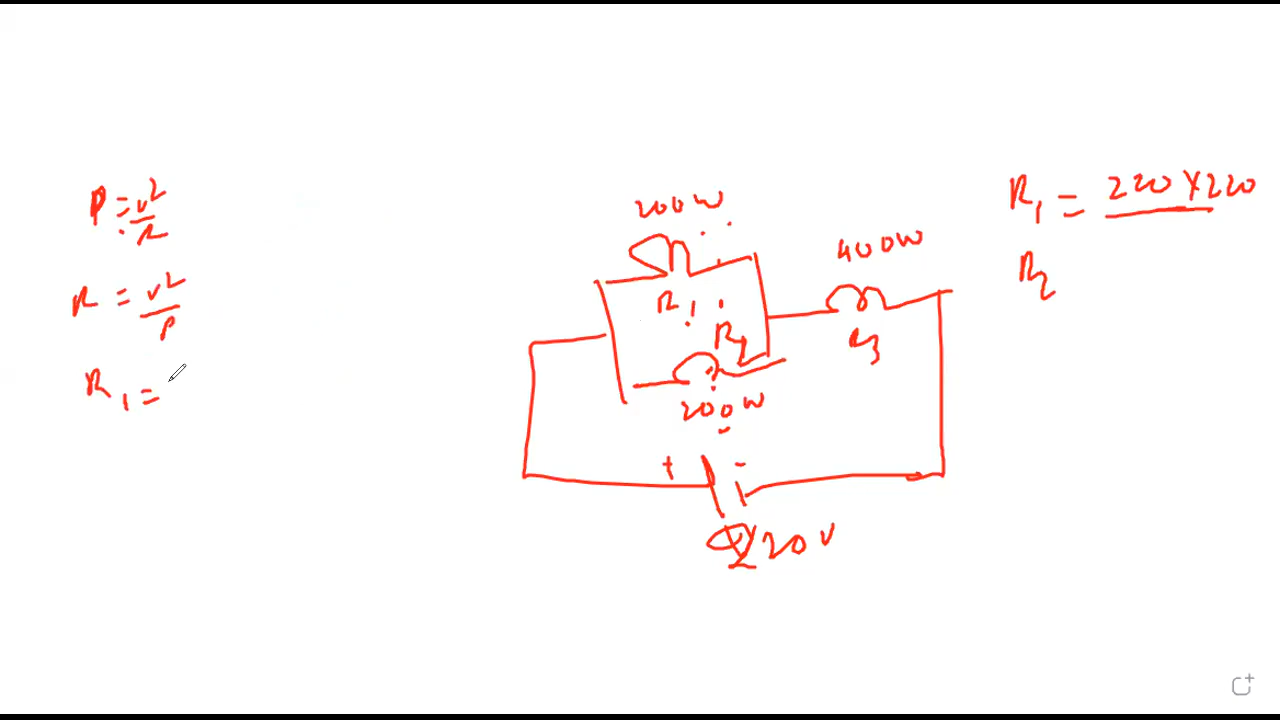 P = V²/R
R = V²/P
R₁ =
200W
R₁
R₂
200W
400W
R₃
+ -
220V
R₁ = 220 X 220
R₂